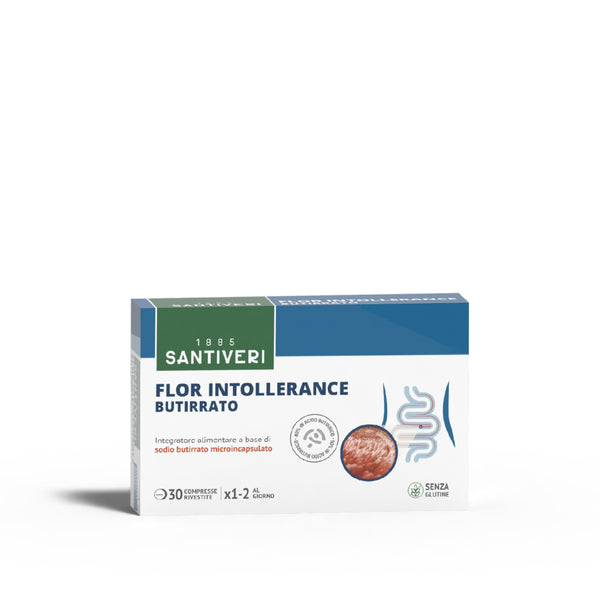 FLOR INTOLLERANCE
BUTIRRATO
1885
SANTIVERI
FLOR INTOLLERANCE
BUTIRRATO
Integratore alimentare a base di
sodio butirrato microincapsulato
30 COMPRESSE
RIVESTITE
x1-2 AL
GIORNO
SENZA
GLUTINE